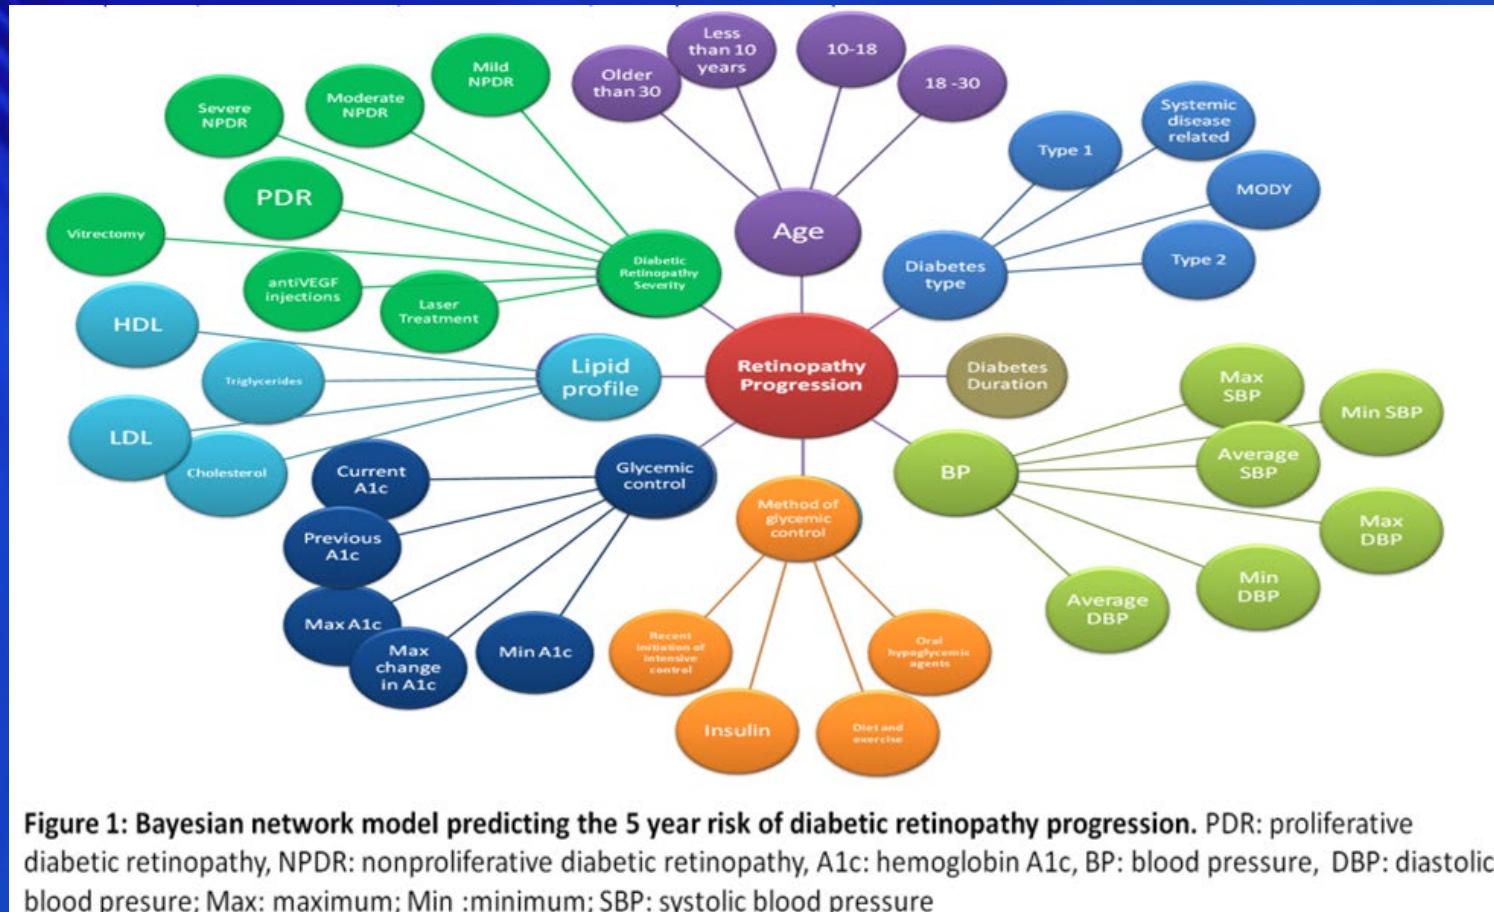 Mild
NPDR
Moderate
NPDR
Severe
NPDR
PDR
Vitrectomy
antiVEGF
injections
Laser
Treatment
Diabetic
Retinopathy
Severity
Older
than 30
Less
than 10
years
10-18
18 -30
Age
Type 1
Systemic
disease
related
MODY
Type 2
Diabetes
type
HDL
Triglycerides
LDL
Cholesterol
Lipid
profile
Retinopathy
Progression
Diabetes
Duration
Current
A1c
Previous
A1c
Max A1c
Max
change
in A1c
Min A1c
Glycemic
control
Method of
glycemic
control
Recent
initiation of
intensive
control
Insulin
Diet and
exercise
Oral
hypoglycemic
agents
BP
Max
SBP
Min SBP
Average
SBP
Max
DBP
Min
DBP
Average
DBP
Figure 1: Bayesian network model predicting the 5 year risk of diabetic retinopathy progression. PDR: proliferative
diabetic retinopathy, NPDR: nonproliferative diabetic retinopathy, A1c: hemoglobin A1c, BP: blood pressure, DBP: diastolic
blood presure; Max: maximum; Min :minimum; SBP: systolic blood pressure